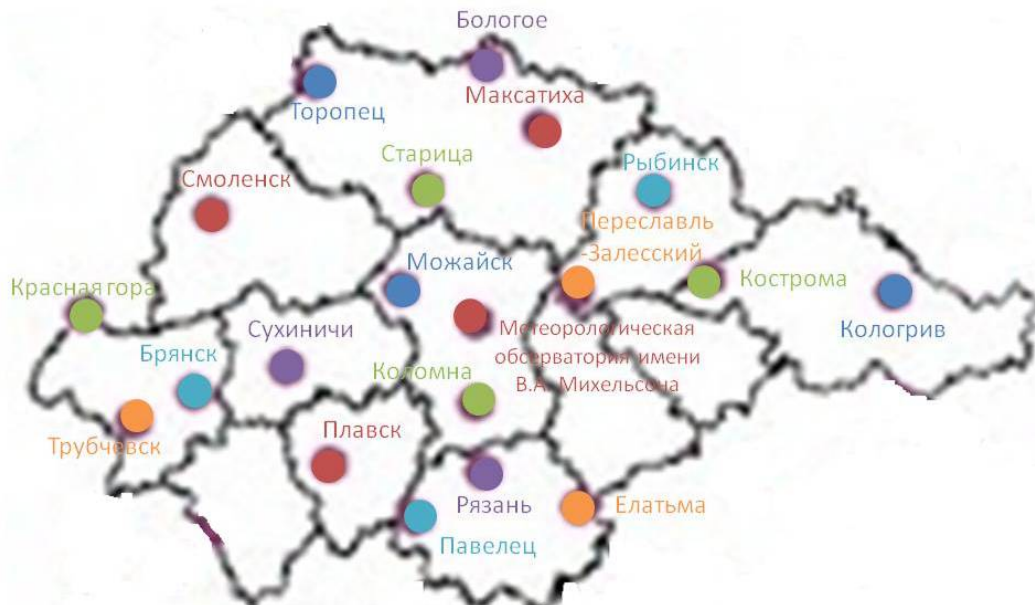 Бологое
Максатиха
Торопец
Старица
Рыбинск
Смоленск
Переславль
-Залесский
Можайск
Кострома
Красная гора
Сухиничи
Метеорологическая
обсерватория имени
В.А. Михельсона
Кологрив
Брянск
Коломна
Плавск
Трубчевск
Рязань
Елатьма
Павелец